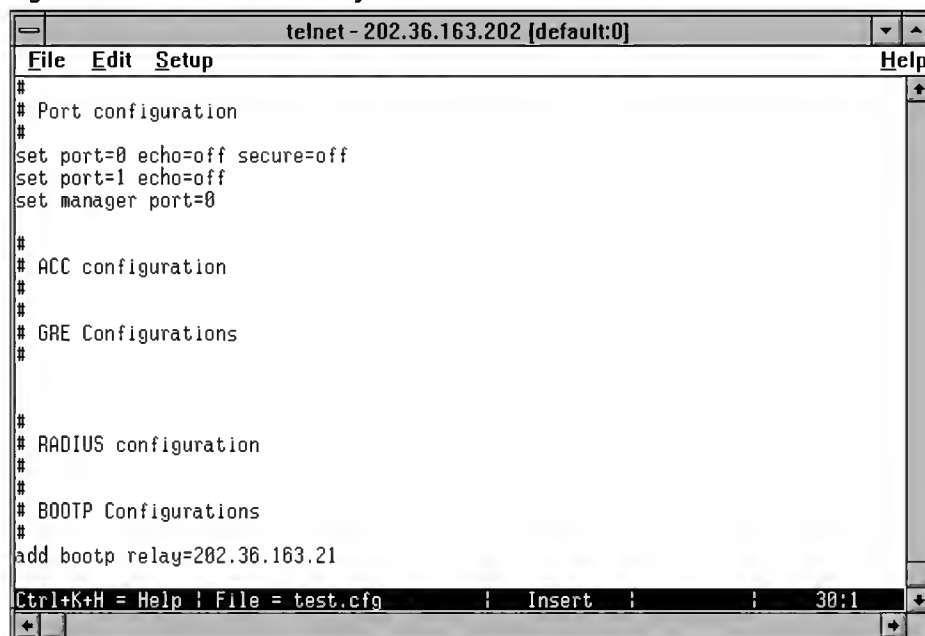 telnet - 202.36.163.202 [default:0]
File Edit Setup Help
#
# Port configuration
#
set port=0 echo=off secure=off
set port=1 echo=off
set manager port=0
#
# ACC configuration
#
#
# GRE Configurations
#
#
# RADIUS configuration
#
#
# BOOTP Configurations
#
add bootp relay=202.36.163.21
Ctrl+K+H = Help ¦ File = test.cfg ¦ Insert ¦ ¦ 30:1